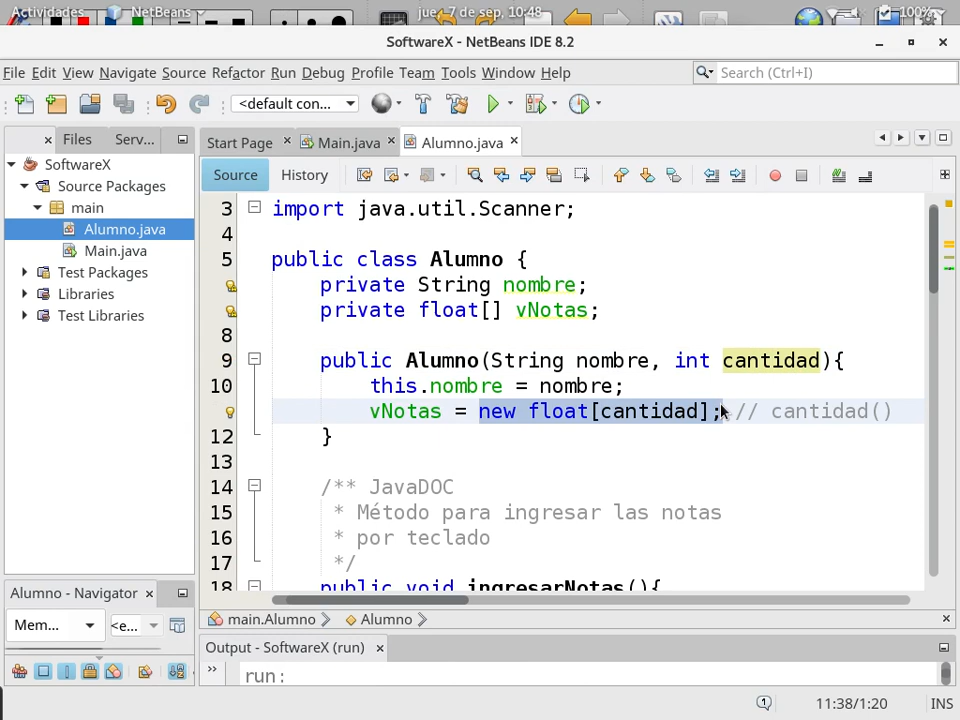 Actividades NetBeans jue 7 de sep, 10:48 100%
SoftwareX - NetBeans IDE 8.2
File Edit View Navigate Source Refactor Run Debug Profile Team Tools Window Help Search (Ctrl+I)
<default con...
Files Serv... Start Page Main.java Alumno.java
SoftwareX
Source Packages
main
Alumno.java
Main.java
Test Packages
Libraries
Test Libraries
Source History
3 import java.util.Scanner;
4
5 public class Alumno {
private String nombre;
private float[] vNotas;
8
9 public Alumno(String nombre, int cantidad){
10 this.nombre = nombre;
vNotas = new float[cantidad]; // cantidad()
12 }
13
14 /** JavaDOC
15 * Método para ingresar las notas
16 * por teclado
17 */
18 public void ingresarNotas(){
Alumno - Navigator
Mem... <e...
main.Alumno Alumno
Output - SoftwareX (run)
run:
1 11:38/1:20 INS